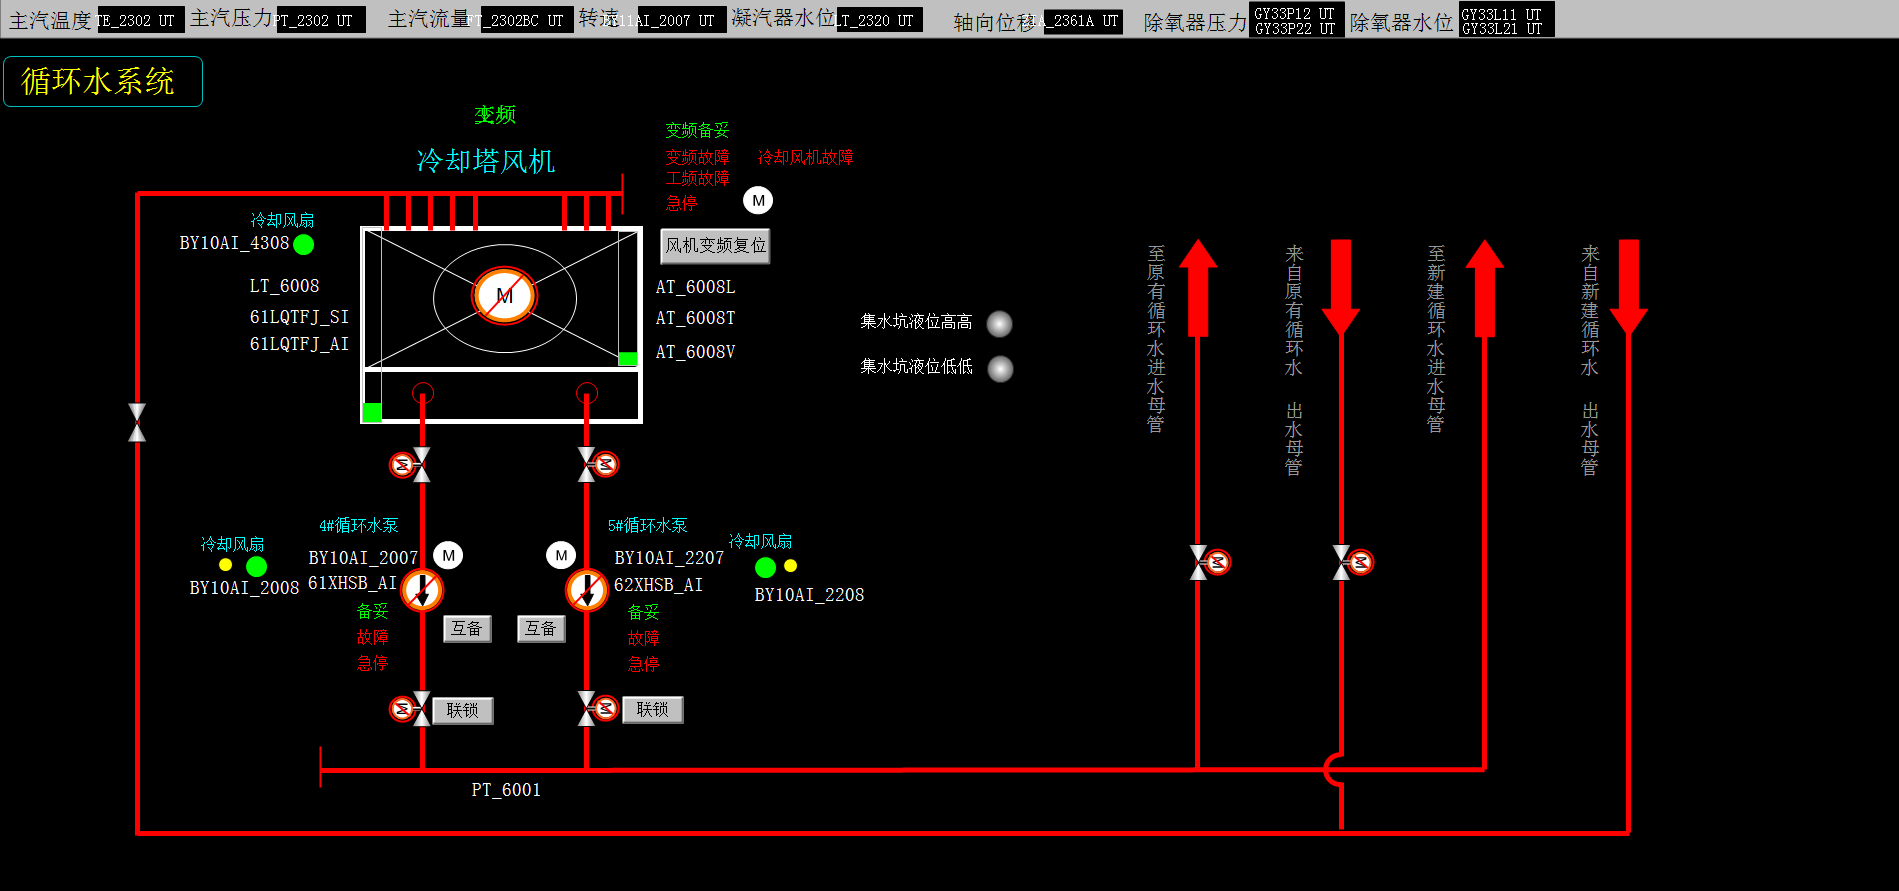 主汽温度 TE_2302 UT 主汽压力 PT_2302 UT 主汽流量 FT_2302BC UT 转速 BY11AI_2007 UT 凝汽器水位 LT_2320 UT 轴向位移 _2361A UT 除氧器压力 GY33P12 UT 除氧器水位 GY33L11 UT
GY33P22 UT GY33L21 UT
循环水系统
变频
变频备妥
冷却塔风机
变频故障 冷却风机故障
工频故障
急停
M
冷却风扇
BY10AI_4308
风机变频复位
LT_6008
AT_6008L
M
61LQTFJ_SI
AT_6008T
61LQTFJ_AI
AT_6008V
集水坑液位高高
集水坑液位低低
至原有循环水进水母管
来自原有循环水 出水母管
至新建循环水进水母管
来自新建循环水 出水母管
M
M
4#循环水泵
5#循环水泵
冷却风扇
冷却风扇
BY10AI_2007
M
M
BY10AI_2207
M
M
61XHSB_AI
62XHSB_AI
BY10AI_2008
BY10AI_2208
备妥
备妥
互备
互备
故障
故障
急停
急停
M
联锁
M
联锁
PT_6001